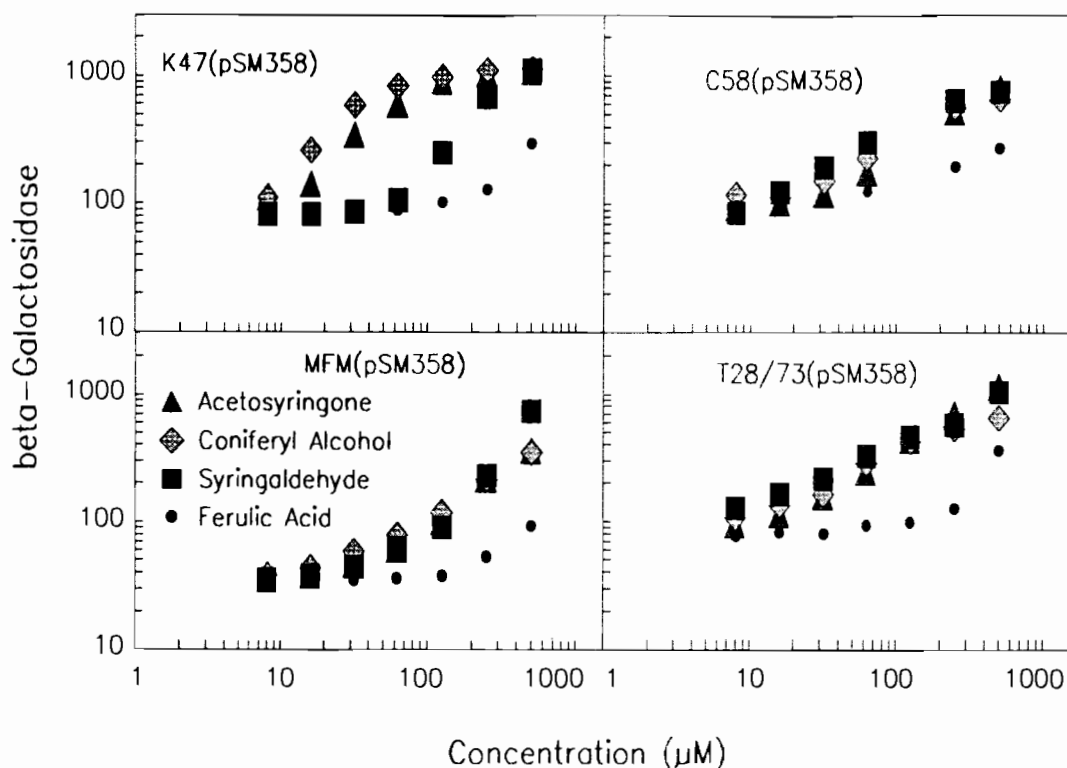 beta-Galactosidase
K47(pSM358)
1000
100
10
C58(pSM358)
MFM(pSM358)
Acetosyringone
Coniferyl Alcohol
Syringaldehyde
Ferulic Acid
1000
100
10
T28/73(pSM358)
1 10 100 1000
1 10 100 1000
Concentration (µM)